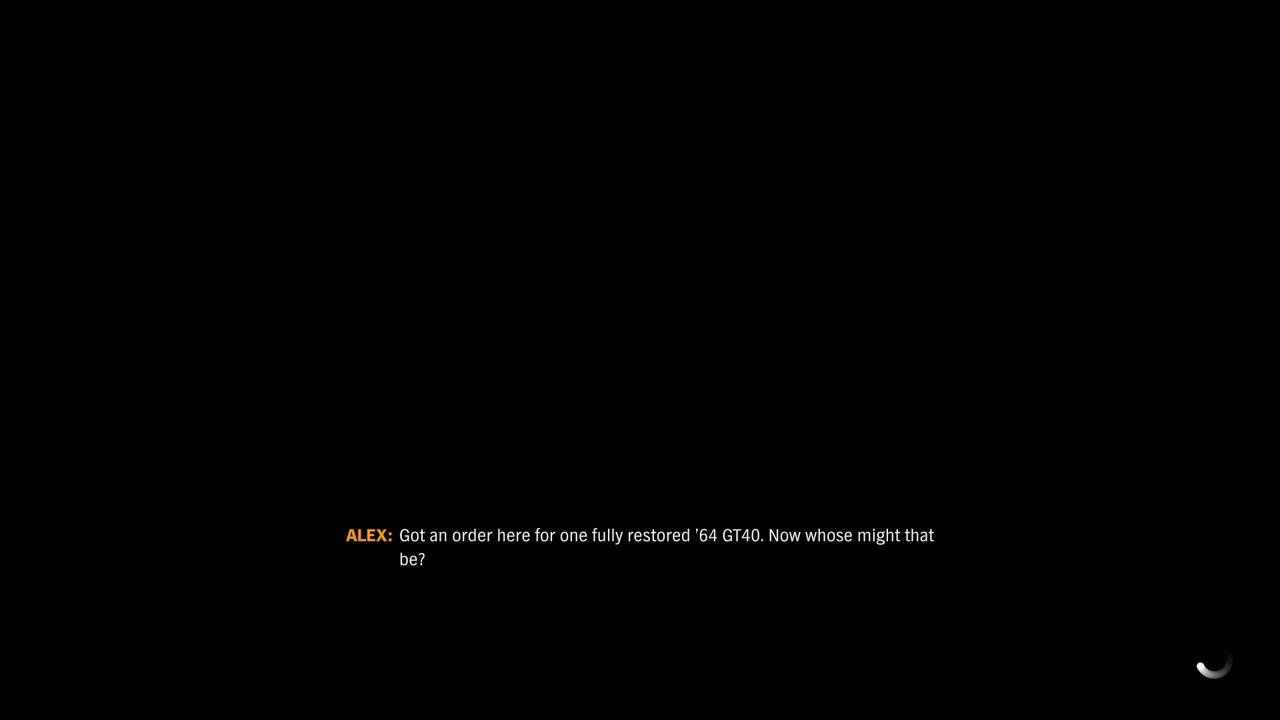 ALEX: Got an order here for one fully restored ’64 GT40. Now whose might that
be?